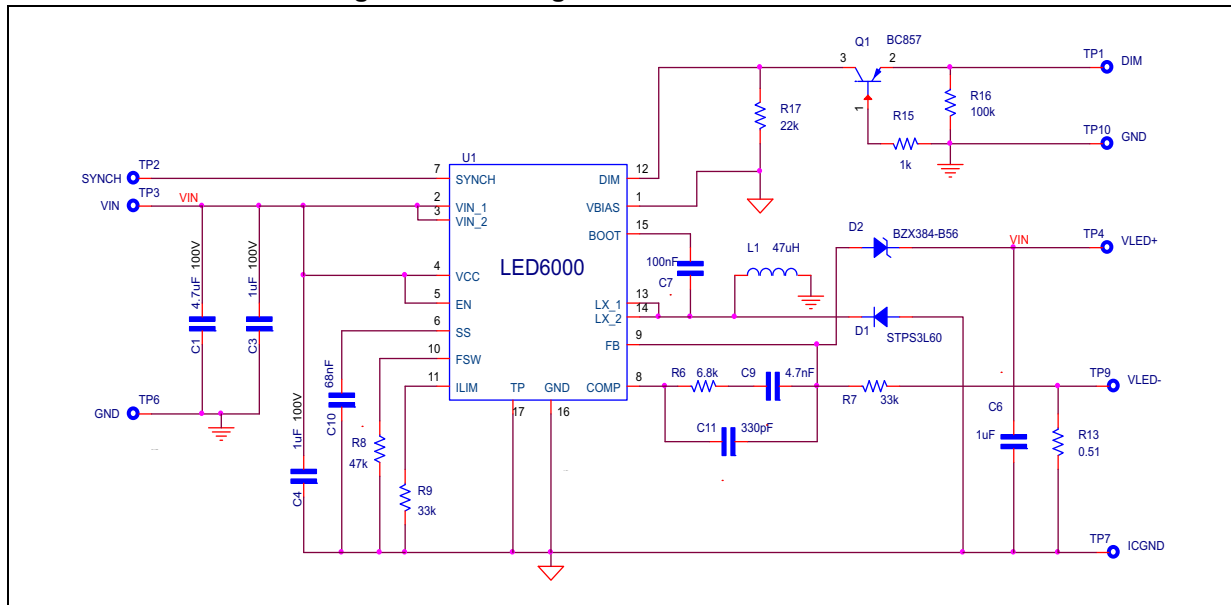 Q1 BC857
3 2
TP1 DIM
R17
22k
1
R15
1k
R16
100k
TP10 GND
U1
TP2
SYNCH
7 SYNCH
DIM 12
TP3
VIN
VIN
2 VIN_1
3 VIN_2
VBIAS 1
BOOT 15
D2
BZX384-B56
VIN
TP4 VLED+
4.7uF 100V
C1
1uF 100V
C3
4 VCC
5 EN
LED6000
100nF
C7
L1 47uH
LX_1 13
LX_2 14
6 SS
FB 9
D1
STPS3L60
10 FSW
11 ILIM
TP GND
17 16
COMP 8
R6 6.8k
C9 4.7nF
R7
33k
TP9 VLED-
GND TP6
68nF
C10
1uF 100V
C4
R8
47k
R9
33k
C11 330pF
C6
1uF
R13
0.51
TP7 ICGND